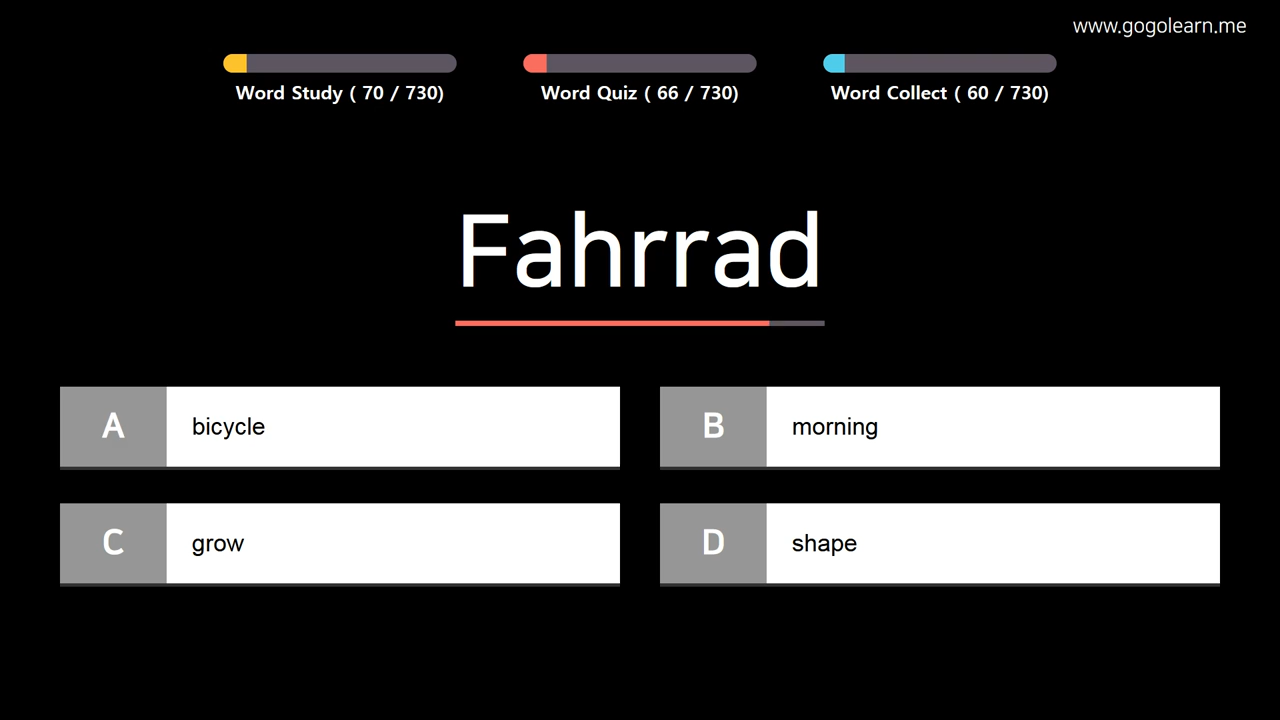 www.gogolearn.me
Word Study ( 70 / 730)
Word Quiz ( 66 / 730)
Word Collect ( 60 / 730)
Fahrrad
A bicycle
B morning
C grow
D shape